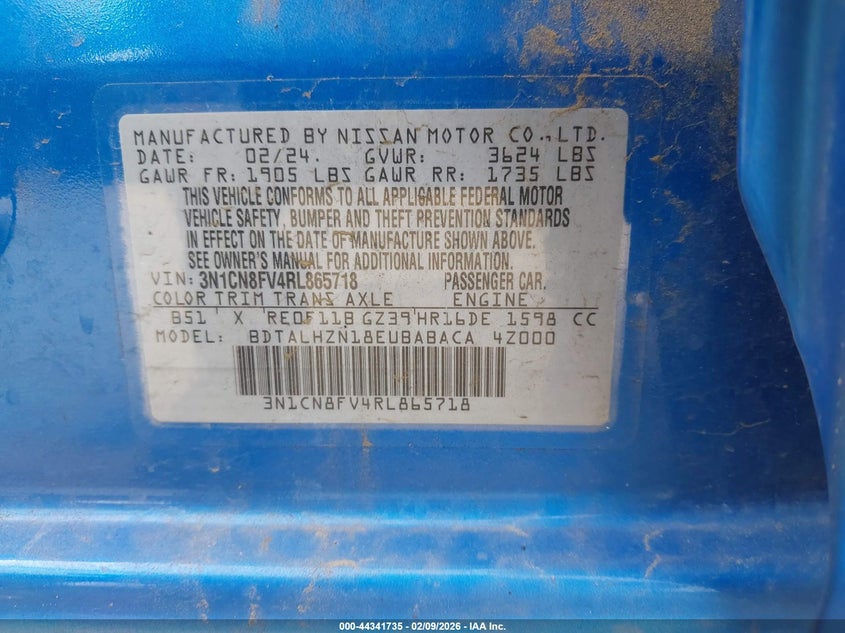 MANUFACTURED BY NISSAN MOTOR CO.,LTD.
DATE: 02/24. GVWR: 3624 LBS
GAWR FR: 1905 LBS GAWR RR: 1735 LBS
THIS VEHICLE CONFORMS TO ALL APPLICABLE FEDERAL MOTOR
VEHICLE SAFETY, BUMPER AND THEFT PREVENTION STANDARDS
IN EFFECT ON THE DATE OF MANUFACTURE SHOWN ABOVE.
SEE OWNER'S MANUAL FOR ADDITIONAL INFORMATION.
VIN: 3N1CN8FV4RL865718 PASSENGER CAR.
COLOR TRIM TRANS AXLE ENGINE
B51 X RE0F11B GZ39 HR16DE 1598 CC
MODEL: BDTALHZN18EUBABACA 4Z000
3N1CN8FV4RL865718
000-44341735 - 02/09/2026 - IAA Inc.